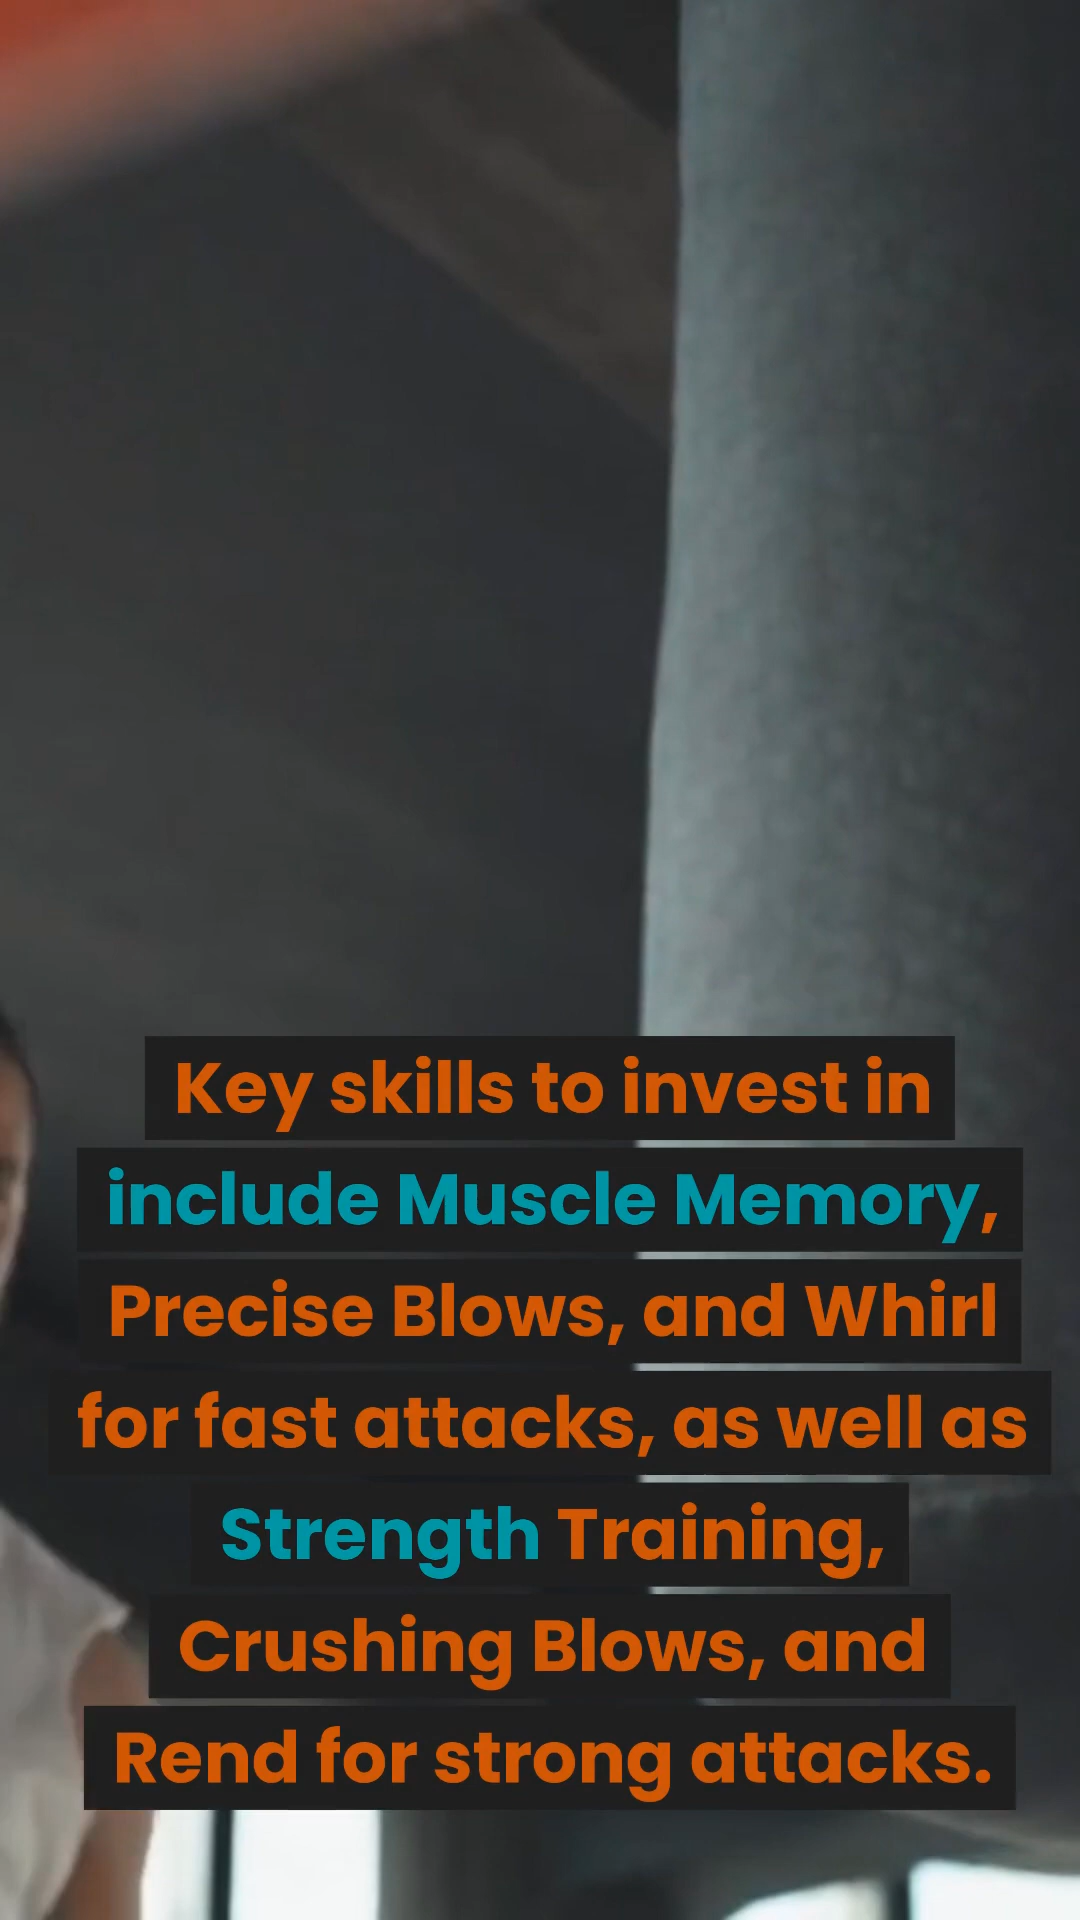 Key skills to invest in
include Muscle Memory,
Precise Blows, and Whirl
for fast attacks, as well as
Strength Training,
Crushing Blows, and
Rend for strong attacks.